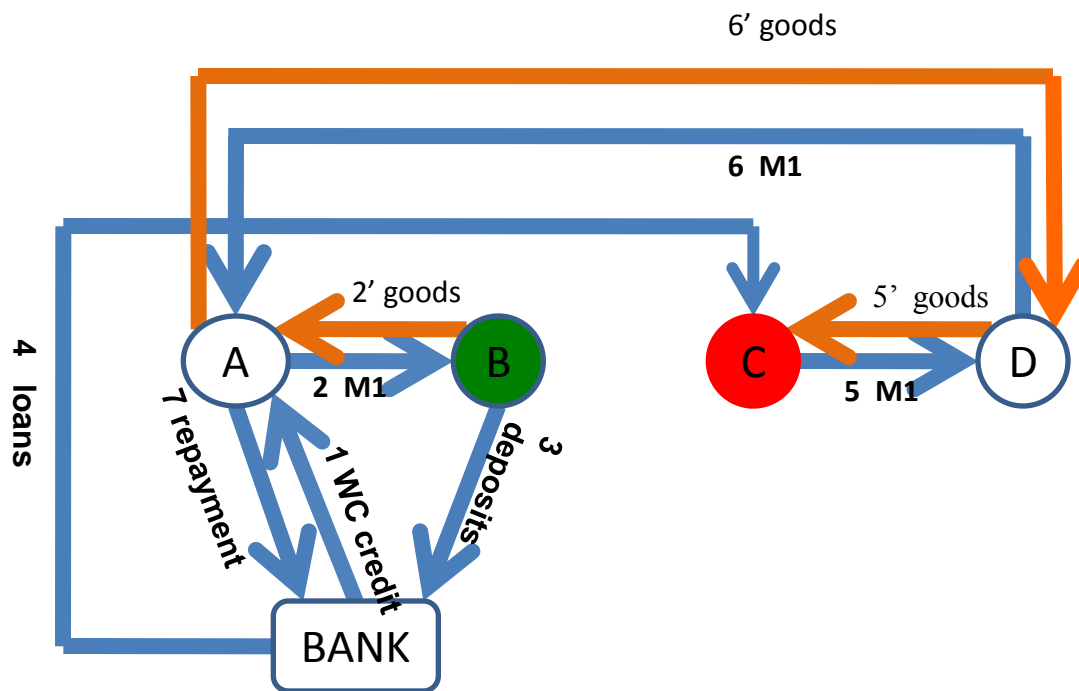 6’ goods
6 M1
2’ goods
5’ goods
A
B
C
D
2 M1
5 M1
4 loans
7 repayment
1 WC credit
3
deposits
BANK